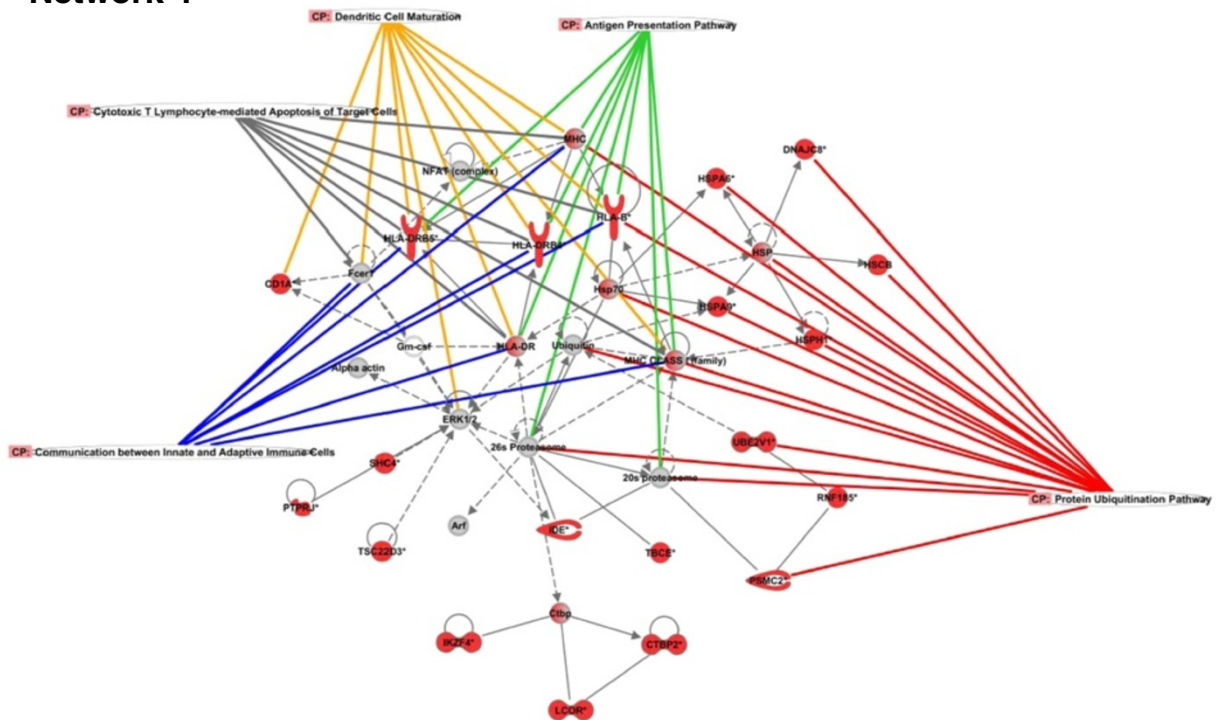 CP: Dendritic Cell Maturation
CP: Antigen Presentation Pathway
CP: Cytotoxic T Lymphocyte-mediated Apoptosis of Target Cells
MHC
DNAJC8*
NFAT (complex)
HSPA6*
HLA-B*
HLA-DRB5*
HLA-DRB4
HSP
HSCB
Fcer1
CD1A*
Hsp70
HSPA9*
HSPH1*
Gm-csf
HLA-DR
Ubiquitin
MHC CLASS I (family)
Alpha actin
ERK1/2
26s Proteasome
UBE2V1*
CP: Communication between Innate and Adaptive Immune Cells
SHC4*
20s proteasome
RNF185*
CP: Protein Ubiquitination Pathway
PTPRJ*
Arf
IDE*
TSC22D3*
TBCE*
PSMC2*
Ctbp
IKZF4*
CTBP2*
LCOR*